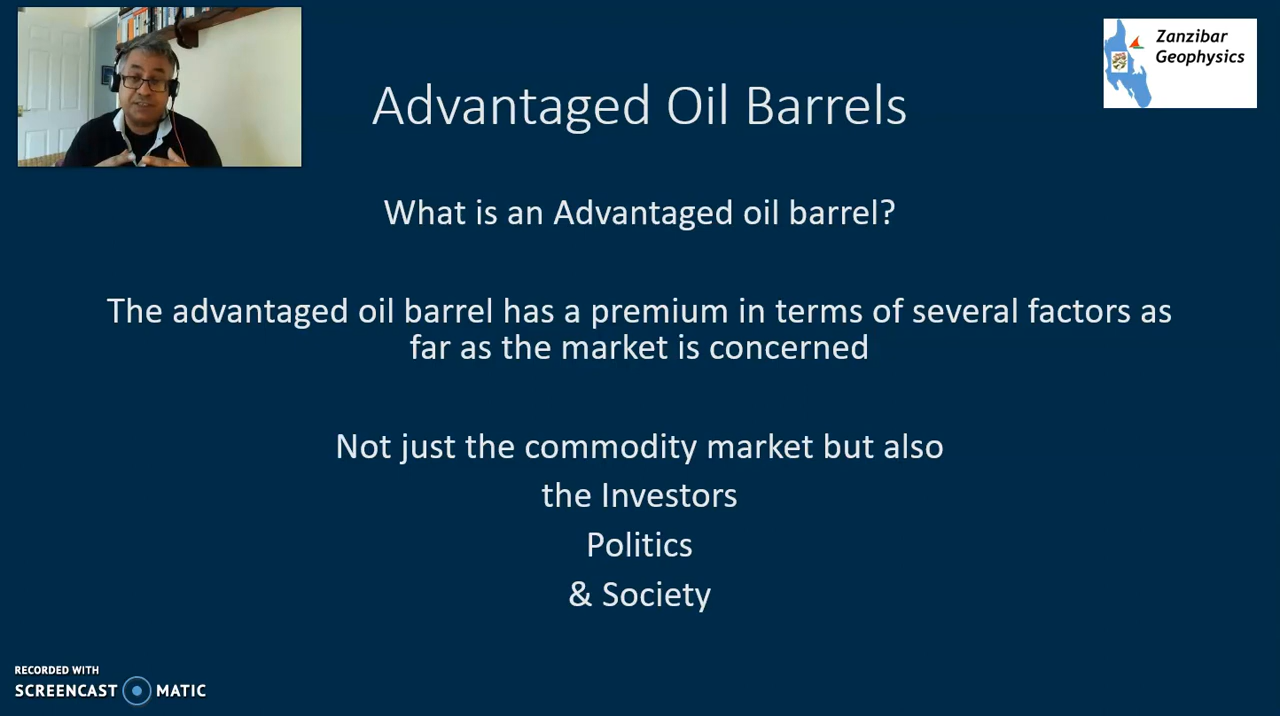 Zanzibar
Geophysics
Advantaged Oil Barrels
What is an Advantaged oil barrel?
The advantaged oil barrel has a premium in terms of several factors as
far as the market is concerned
Not just the commodity market but also
the Investors
Politics
& Society
RECORDED WITH
SCREENCAST MATIC